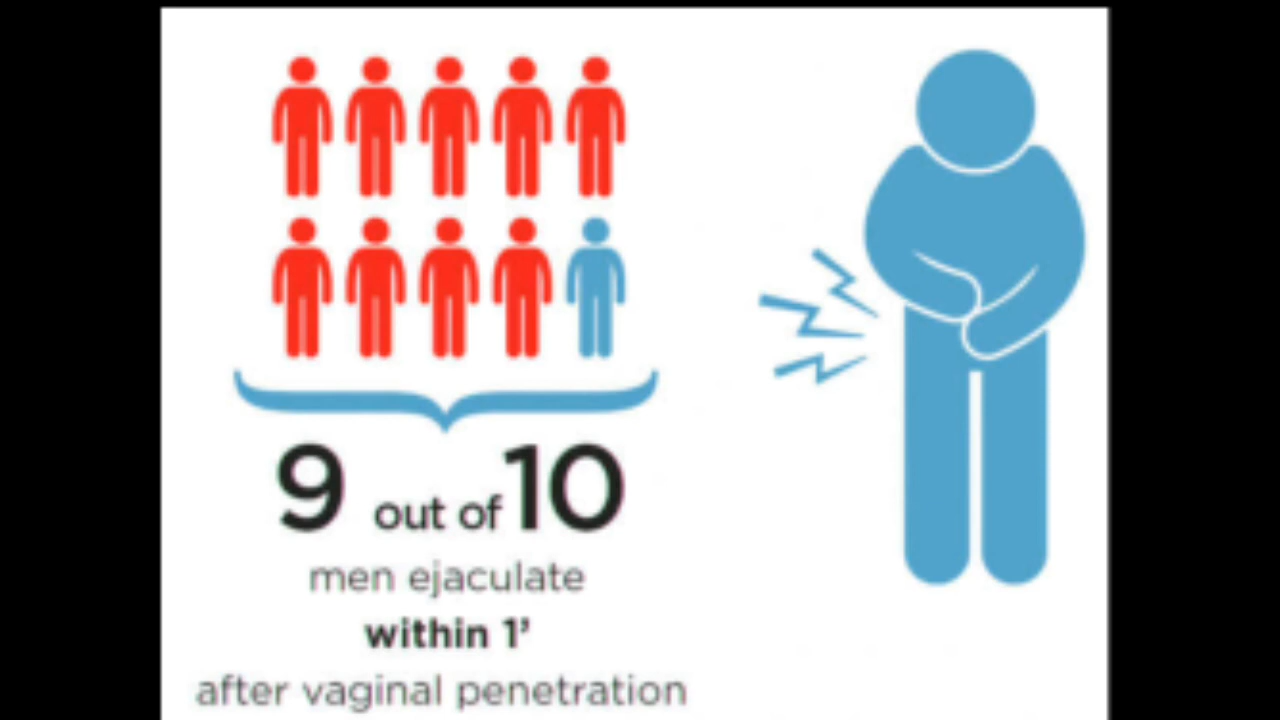 9 out of 10
men ejaculate
within 1’
after vaginal penetration